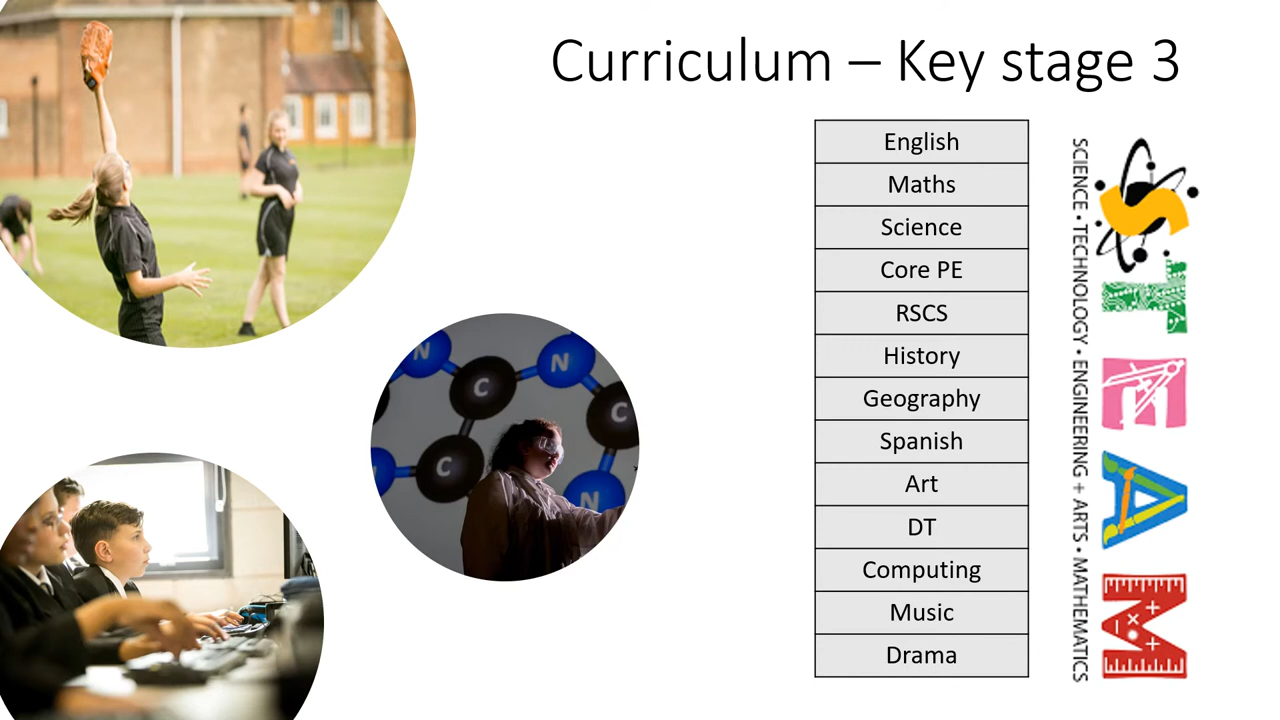 Curriculum – Key stage 3
English
Maths
Science
Core PE
RSCS
History
Geography
Spanish
Art
DT
Computing
Music
Drama
SCIENCE • TECHNOLOGY • ENGINEERING + ARTS • MATHEMATICS
STEAM
N
N
C
C
C
N